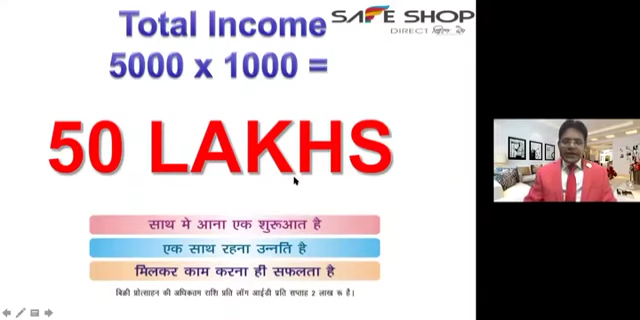 Total Income
SAFE SHOP
DIRECT
5000 x 1000 =
50 LAKHS
साथ मे आना एक शुरूआत है
एक साथ रहना उन्नति है
मिलकर काम करना ही सफलता है
बिक्री प्रोत्साहन की अधिकतम राशि प्रति लॉग आईडी प्रति सप्ताह 2 लाख रू है।